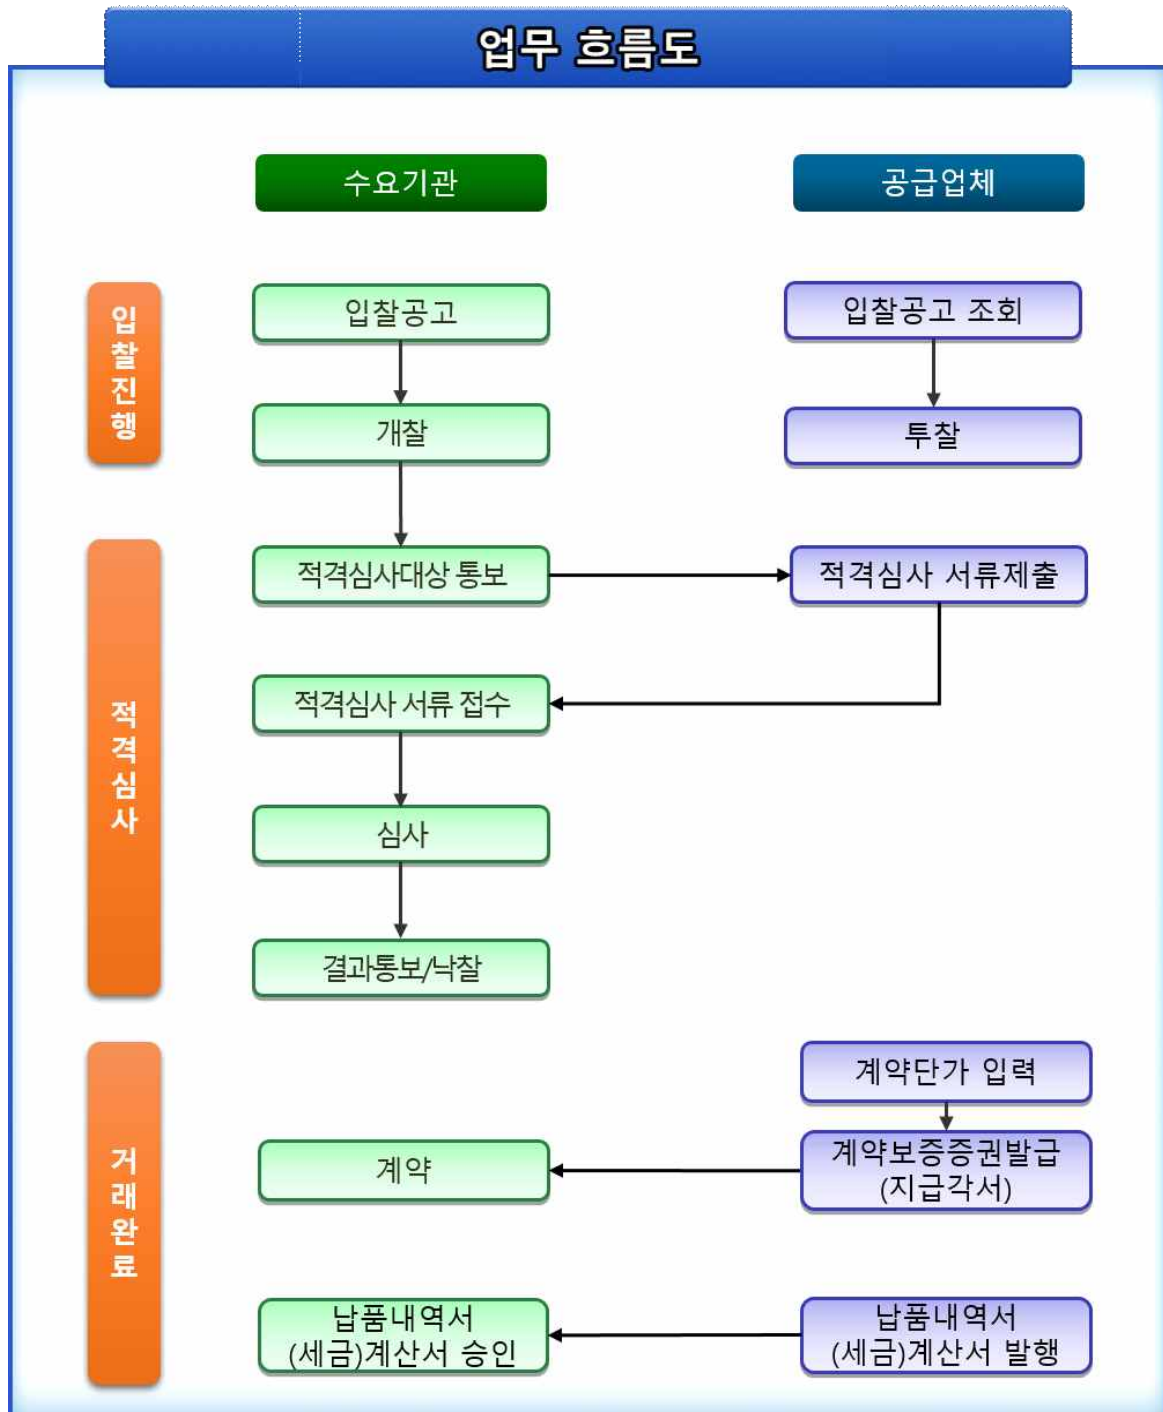 업무 흐름도
수요기관
공급업체
입찰진행
입찰공고
입찰공고 조회
개찰
투찰
적격심사
적격심사대상 통보
적격심사 서류제출
적격심사 서류 접수
심사
결과통보/낙찰
거래완료
계약단가 입력
계약
계약보증증권발급
(지급각서)
납품내역서
(세금)계산서 승인
납품내역서
(세금)계산서 발행